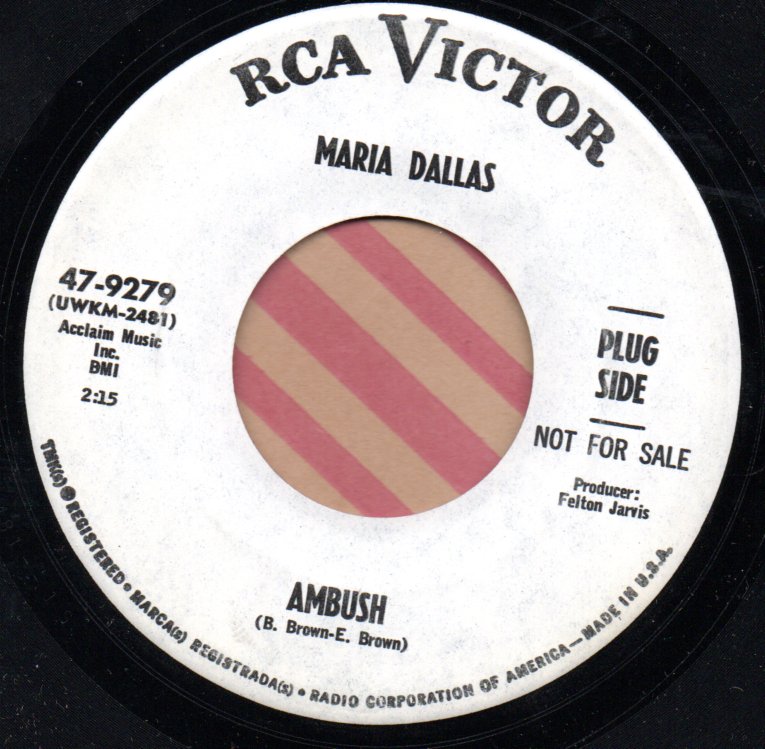 RCA VICTOR
MARIA DALLAS
47-9279
(UWKM-2481)
Acclaim Music
Inc.
BMI
2:15
PLUG
SIDE
NOT FOR SALE
Producer:
Felton Jarvis
AMBUSH
(B. Brown-E. Brown)
TMK(s) ® REGISTERED • MARCA(s) REGISTRADA(s) • RADIO CORPORATION OF AMERICA—MADE IN U.S.A.